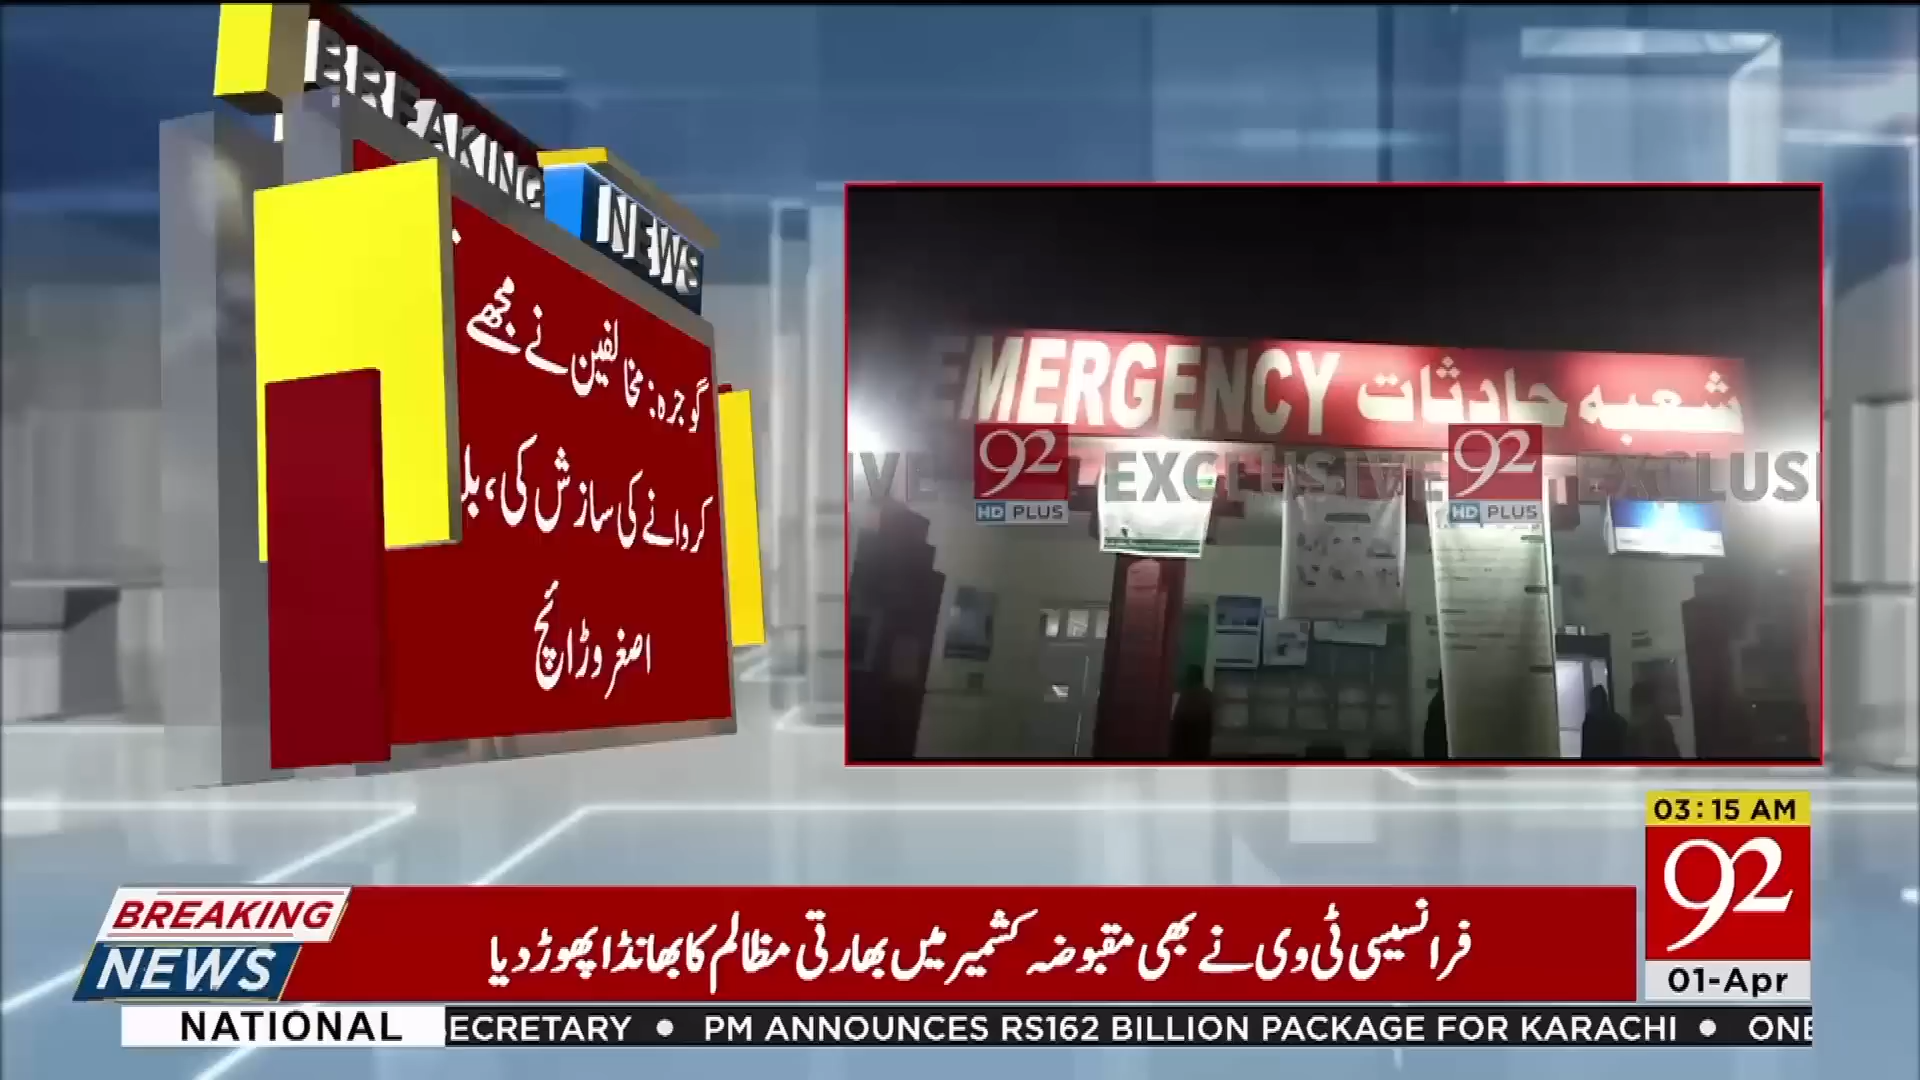 BREAKING NEWS
گوجرہ: مخالفین نے مجھے
کروانے کی سازش کی،
اصغر وڑائچ
EMERGENCY شعبہ حادثات
92 EXCLUSIVE 92
HD PLUS HD PLUS
03:15 AM
92
01-Apr
BREAKING NEWS
فرانسیسی ٹی وی نے بھی مقبوضہ کشمیر میں بھارتی مظالم کا بھانڈا پھوڑ دیا
NATIONAL ECRETARY • PM ANNOUNCES RS162 BILLION PACKAGE FOR KARACHI • ONE